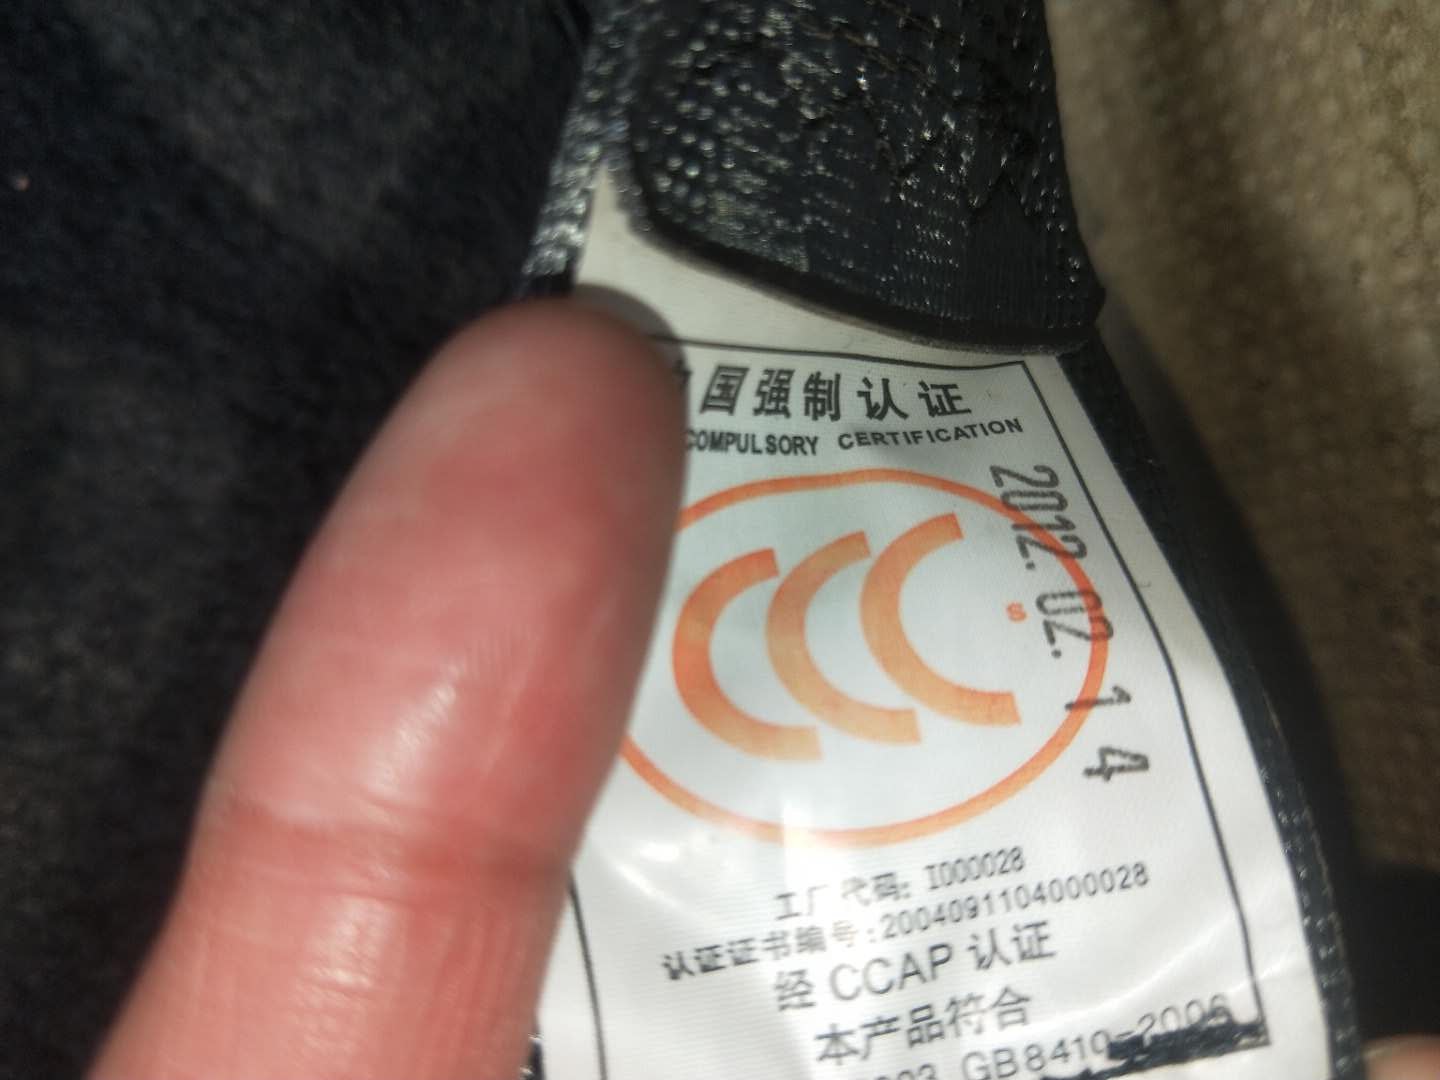 国强制认证
COMPULSORY CERTIFICATION
CCC
S
2012.02.14
工厂代码: I000028
认证证书编号:2004091104000028
经 CCAP 认证
本产品符合
GB8410-2006